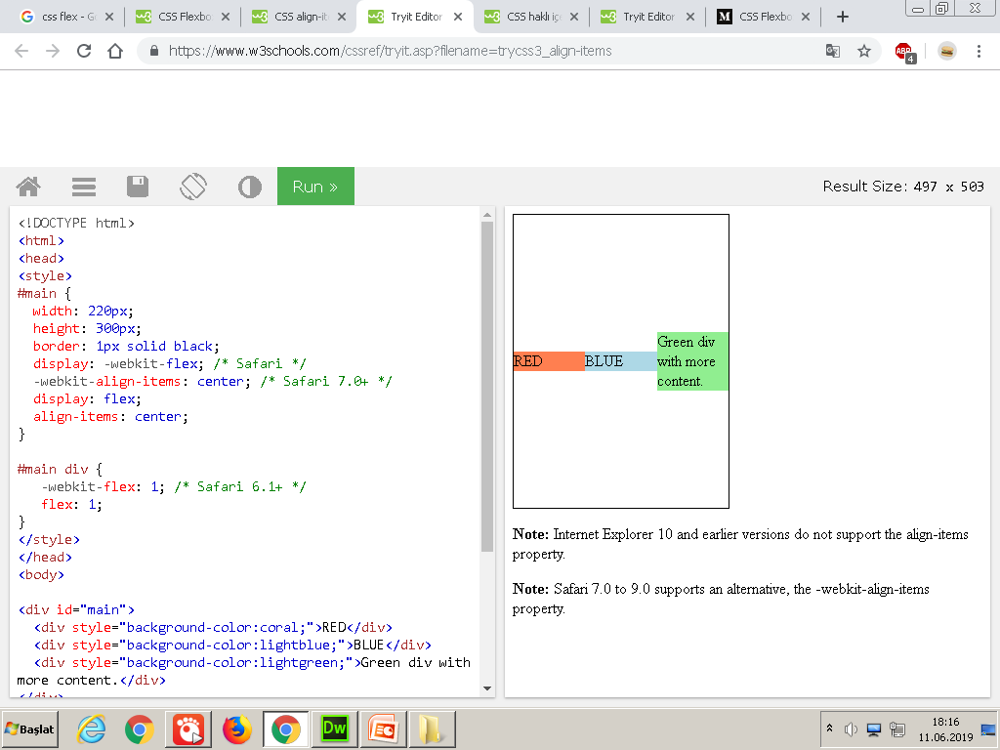 css flex - G
CSS Flexbo
CSS align-it
Tryit Editor
CSS haklı iç
Tryit Editor
CSS Flexbo
https://www.w3schools.com/cssref/tryit.asp?filename=trycss3_align-items
ABP
4
Run »
Result Size: 497 x 503
<!DOCTYPE html>
<html>
<head>
<style>
#main {
  width: 220px;
  height: 300px;
  border: 1px solid black;
  display: -webkit-flex; /* Safari */
  -webkit-align-items: center; /* Safari 7.0+ */
  display: flex;
  align-items: center;
}
#main div {
   -webkit-flex: 1; /* Safari 6.1+ */
   flex: 1;
}
</style>
</head>
<body>
<div id="main">
  <div style="background-color:coral;">RED</div>
  <div style="background-color:lightblue;">BLUE</div>
  <div style="background-color:lightgreen;">Green div with
more content.</div>
</div>
RED
BLUE
Green div
with more
content.
Note: Internet Explorer 10 and earlier versions do not support the align-items
property.
Note: Safari 7.0 to 9.0 supports an alternative, the -webkit-align-items
property.
Başlat
Dw
18:16
11.06.2019